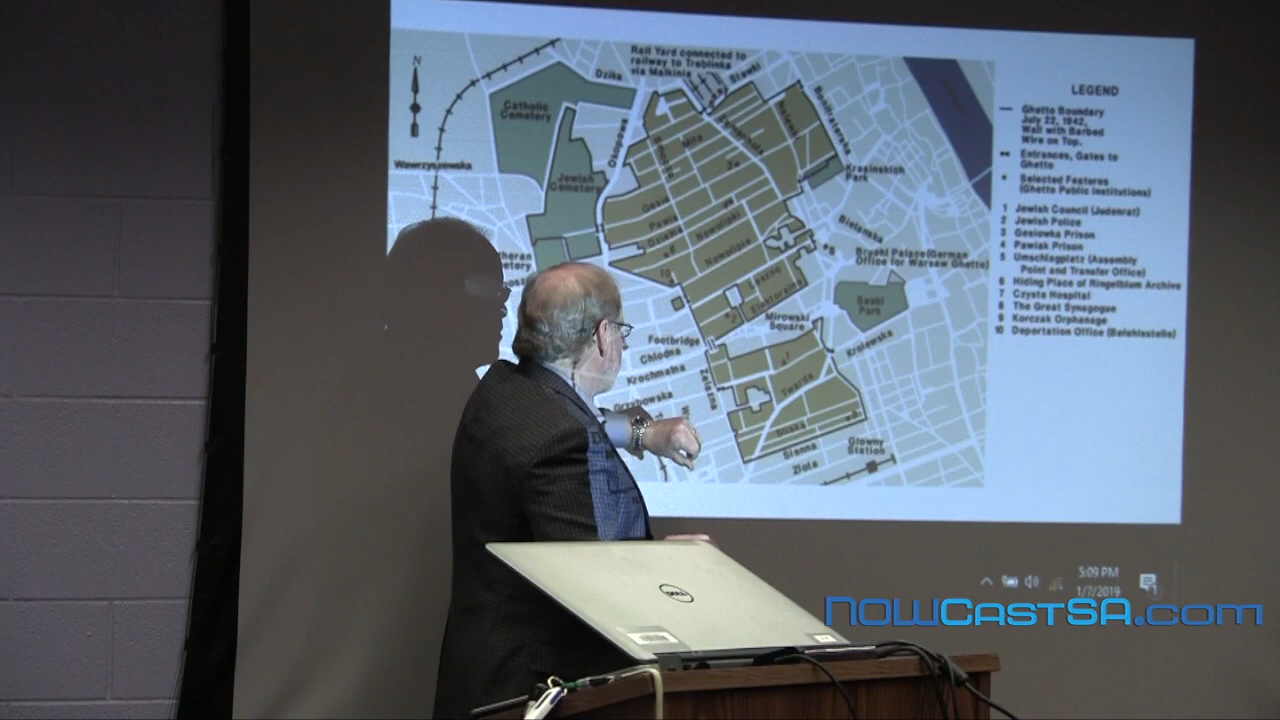 N
Rail Yard connected to
railway to Treblinka
via Malkinia
Stawki
Dzika
Catholic
Cemetery
Okopowa
Bonifraterska
Mila
Wawrzyszewska
Jewish
Cemetery
Krasinskich
Park
Gesia
Pawia
Dzielna
Nowolipki
Nowolipie
Bielanska
Bryehl Palace(German
Office for Warsaw Ghetto)
10
Leszno
Elektoralna
Saski
Park
Mirowski
Square
Footbridge
Chlodna
Krochmalna
Krolewska
Grzybowska
Zelazna
Twarda
Sliska
Sienna
Zlota
Glowny
Station
LEGEND
Ghetto Boundary
July 22, 1942,
Wall with Barbed
Wire on Top.
Entrances, Gates to
Ghetto
Selected Features
(Ghetto Public Institutions)
1 Jewish Council (Judenrat)
2 Jewish Police
3 Gesiowka Prison
4 Pawiak Prison
5 Umschlagplatz (Assembly
Point and Transfer Office)
6 Hiding Place of Ringelblum Archive
7 Czyste Hospital
8 The Great Synagogue
9 Korczak Orphanage
10 Deportation Office (Befehlsstelle)
5:09 PM
1/7/2019
NOWCastSA.com
DELL